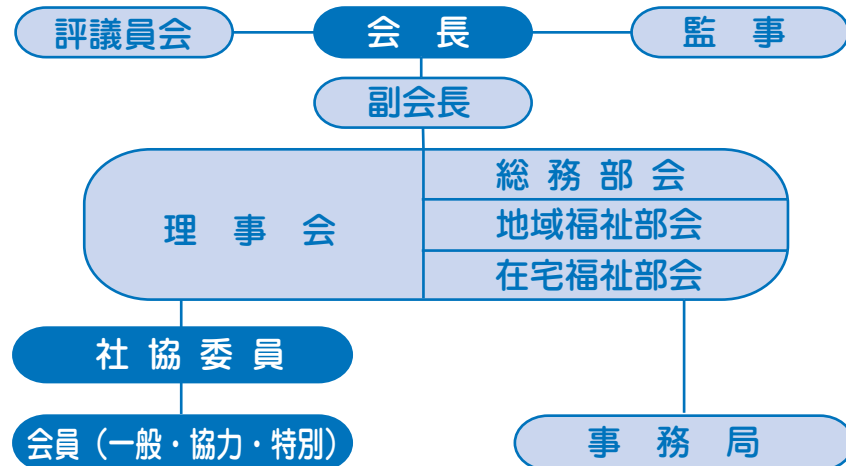 評議員会
会長
監事
副会長
理事会
総務部会
地域福祉部会
在宅福祉部会
社協委員
会員（一般・協力・特別）
事務局